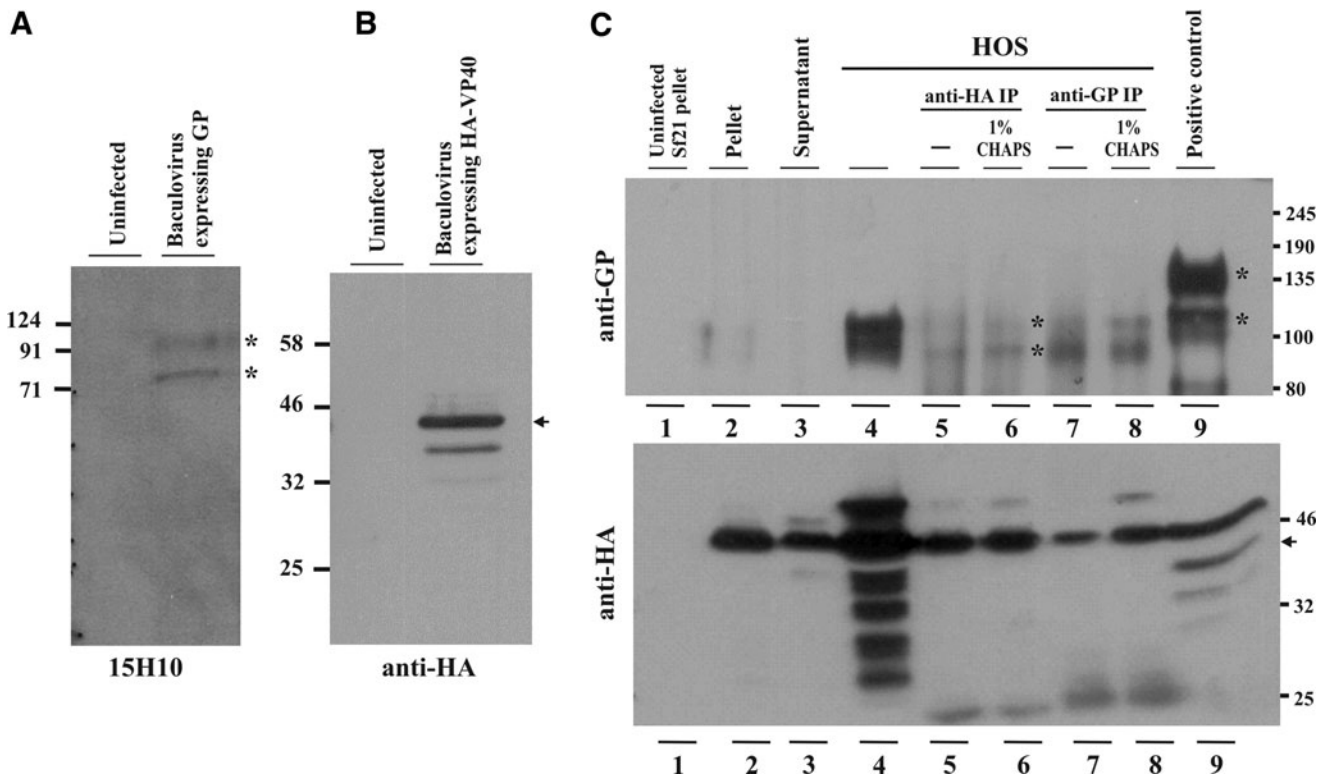 A
Uninfected
Baculovirus
expressing GP
124
91
71
*
*
15H10
B
Uninfected
Baculovirus
expressing HA-VP40
58
46
32
25
anti-HA
C
Uninfected
Sf21 pellet
Pellet
Supernatant
HOS
anti-HA IP
anti-GP IP
–
1%
CHAPS
–
1%
CHAPS
Positive control
anti-GP
245
190
135
100
80
*
*
*
*
1 2 3 4 5 6 7 8 9
anti-HA
46
32
25
1 2 3 4 5 6 7 8 9